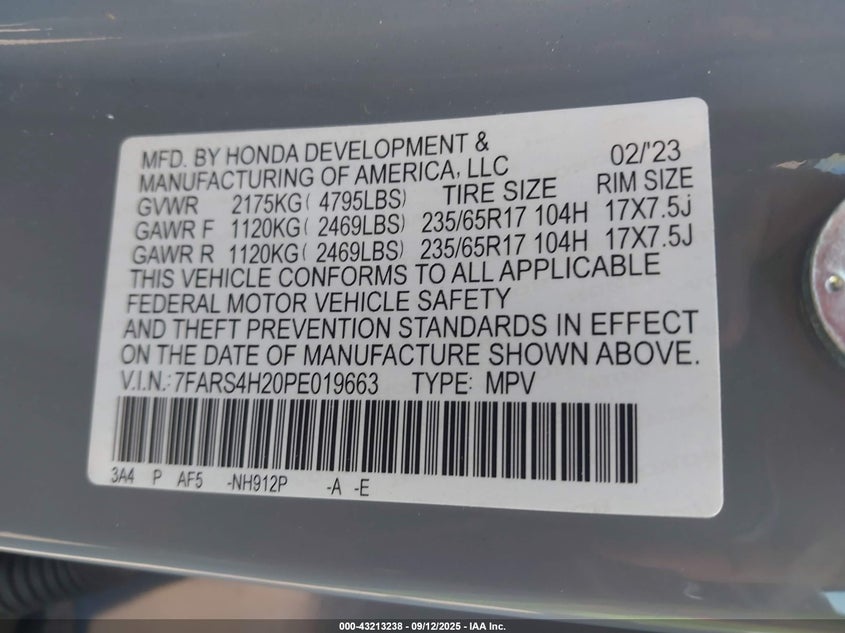 MFD. BY HONDA DEVELOPMENT & 02/'23
MANUFACTURING OF AMERICA, LLC TIRE SIZE RIM SIZE
GVWR 2175KG( 4795LBS)
GAWR F 1120KG( 2469LBS) 235/65R17 104H 17X7.5J
GAWR R 1120KG( 2469LBS) 235/65R17 104H 17X7.5J
THIS VEHICLE CONFORMS TO ALL APPLICABLE
FEDERAL MOTOR VEHICLE SAFETY
AND THEFT PREVENTION STANDARDS IN EFFECT
ON THE DATE OF MANUFACTURE SHOWN ABOVE.
V.I.N.: 7FARS4H20PE019663 TYPE: MPV
3A4 P AF5 -NH912P -A -E
000-43213238 - 09/12/2025 - IAA Inc.